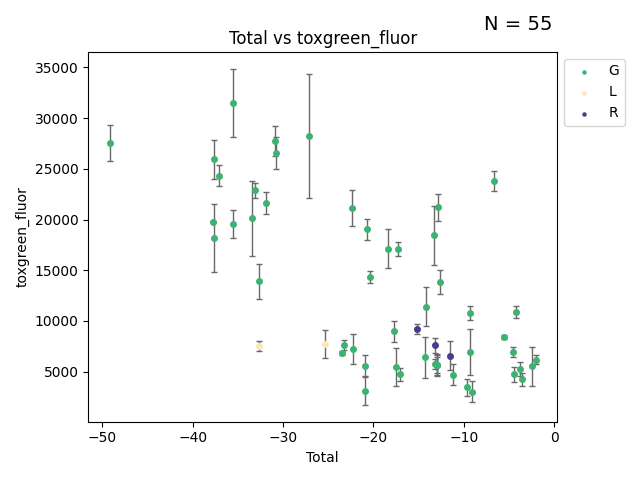 N = 55
Total vs toxgreen_fluor
G
L
R
35000
30000
25000
20000
15000
10000
5000
toxgreen_fluor
−50
−40
−30
−20
−10
0
Total